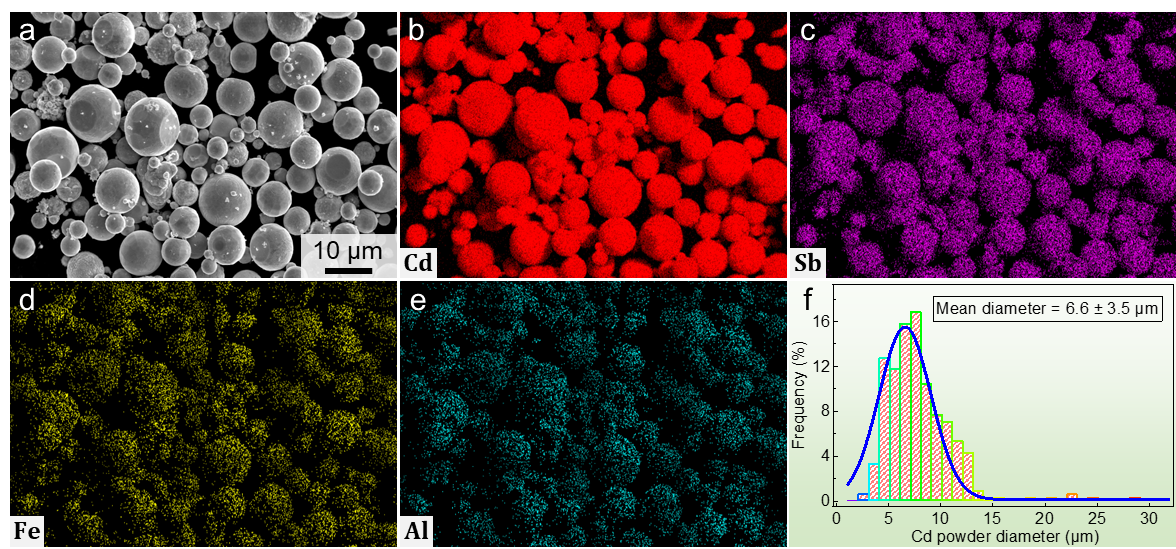 a
10 µm
b
Cd
c
Sb
d
Fe
e
Al
f
Mean diameter = 6.6 ± 3.5 µm
Frequency (%)
16
12
8
4
0
0 5 10 15 20 25 30
Cd powder diameter (µm)